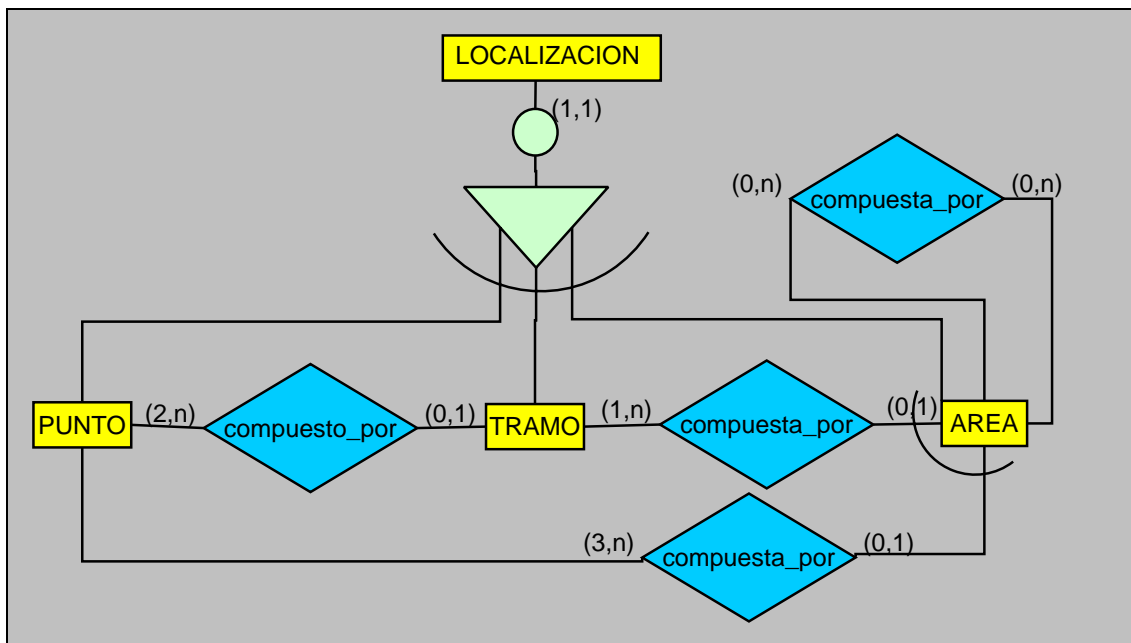 LOCALIZACION
(1,1)
(0,n)
compuesta_por
(0,n)
PUNTO
(2,n)
compuesto_por
(0,1)
TRAMO
(1,n)
compuesta_por
(0,1)
AREA
(3,n)
compuesta_por
(0,1)